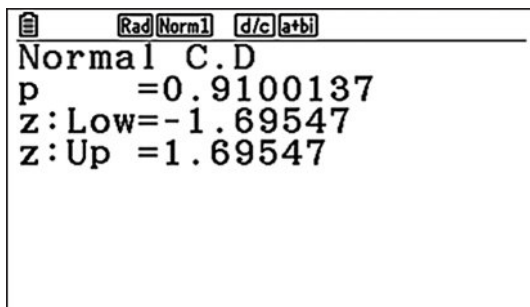 Rad Norm1 d/c a+bi
Normal C.D
p =0.9100137
z:Low=-1.69547
z:Up =1.69547